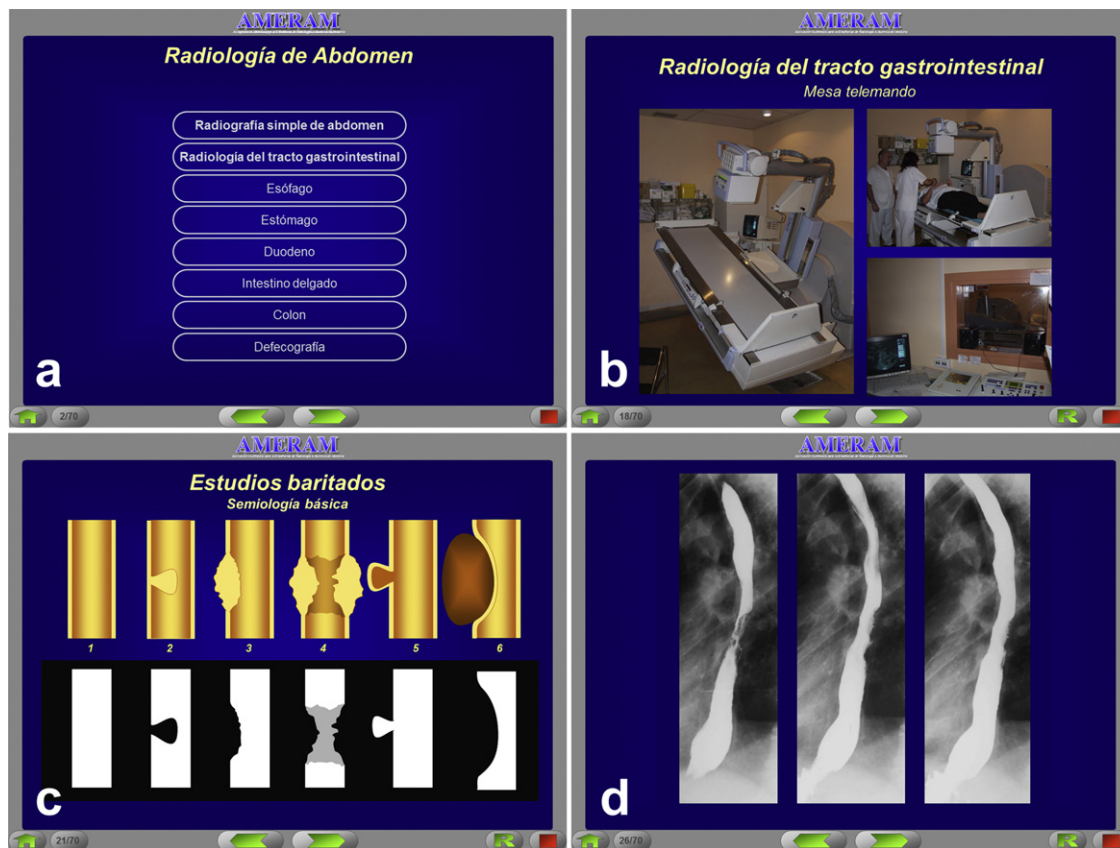 AMERAM
Radiología de Abdomen
Radiografía simple de abdomen
Radiología del tracto gastrointestinal
Esófago
Estómago
Duodeno
Intestino delgado
Colon
Defecografía
a
2/70
AMERAM
Radiología del tracto gastrointestinal
Mesa telemando
b
18/70
R
AMERAM
Estudios baritados
Semiología básica
1 2 3 4 5 6
c
21/70
R
AMERAM
d
26/70
R